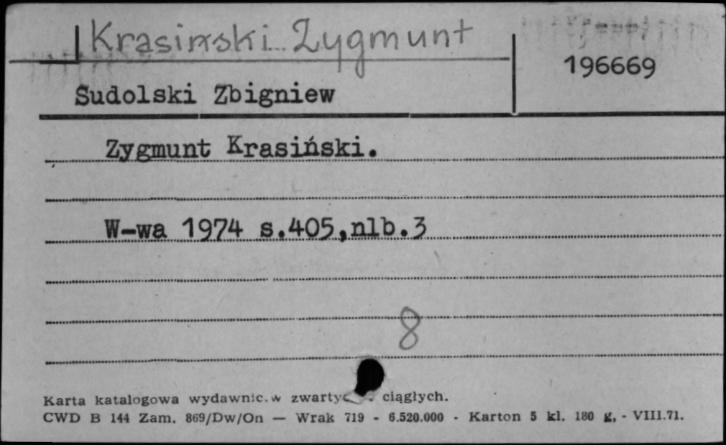 Krasiński Zygmunt
196669
Sudolski Zbigniew
Zygmunt Krasiński.
W-wa 1974 s.405,nlb.3
8
Karta katalogowa wydawnic. w ciągłych.
CWD B 144 Zam. 869/Dw/On — Wrak 719 - 6.520.000 - Karton 5 kl. 180 g, - VIII.71.